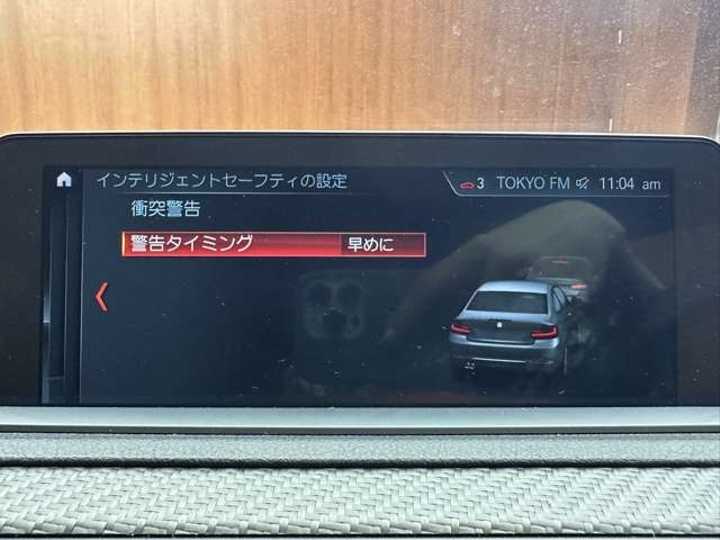 インテリジェントセーフティの設定
3 TOKYO FM 11:04 am
衝突警告
警告タイミング 早めに